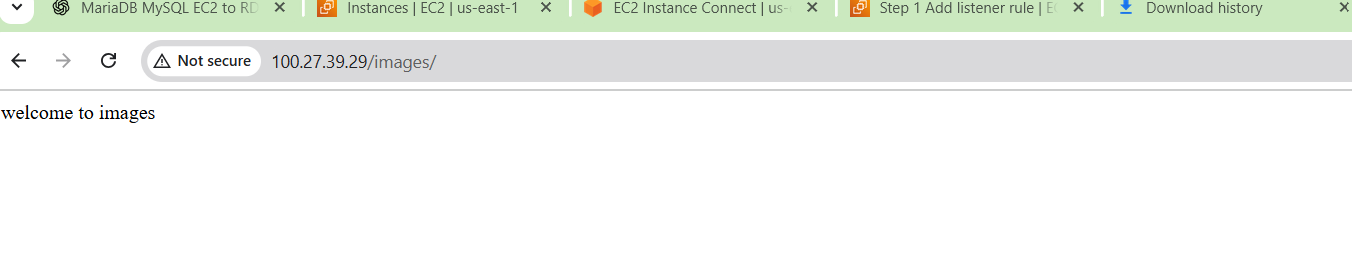 MariaDB MySQL EC2 to RD
Instances | EC2 | us-east-1
EC2 Instance Connect | us-
Step 1 Add listener rule | E
Download history
Not secure
100.27.39.29/images/
welcome to images